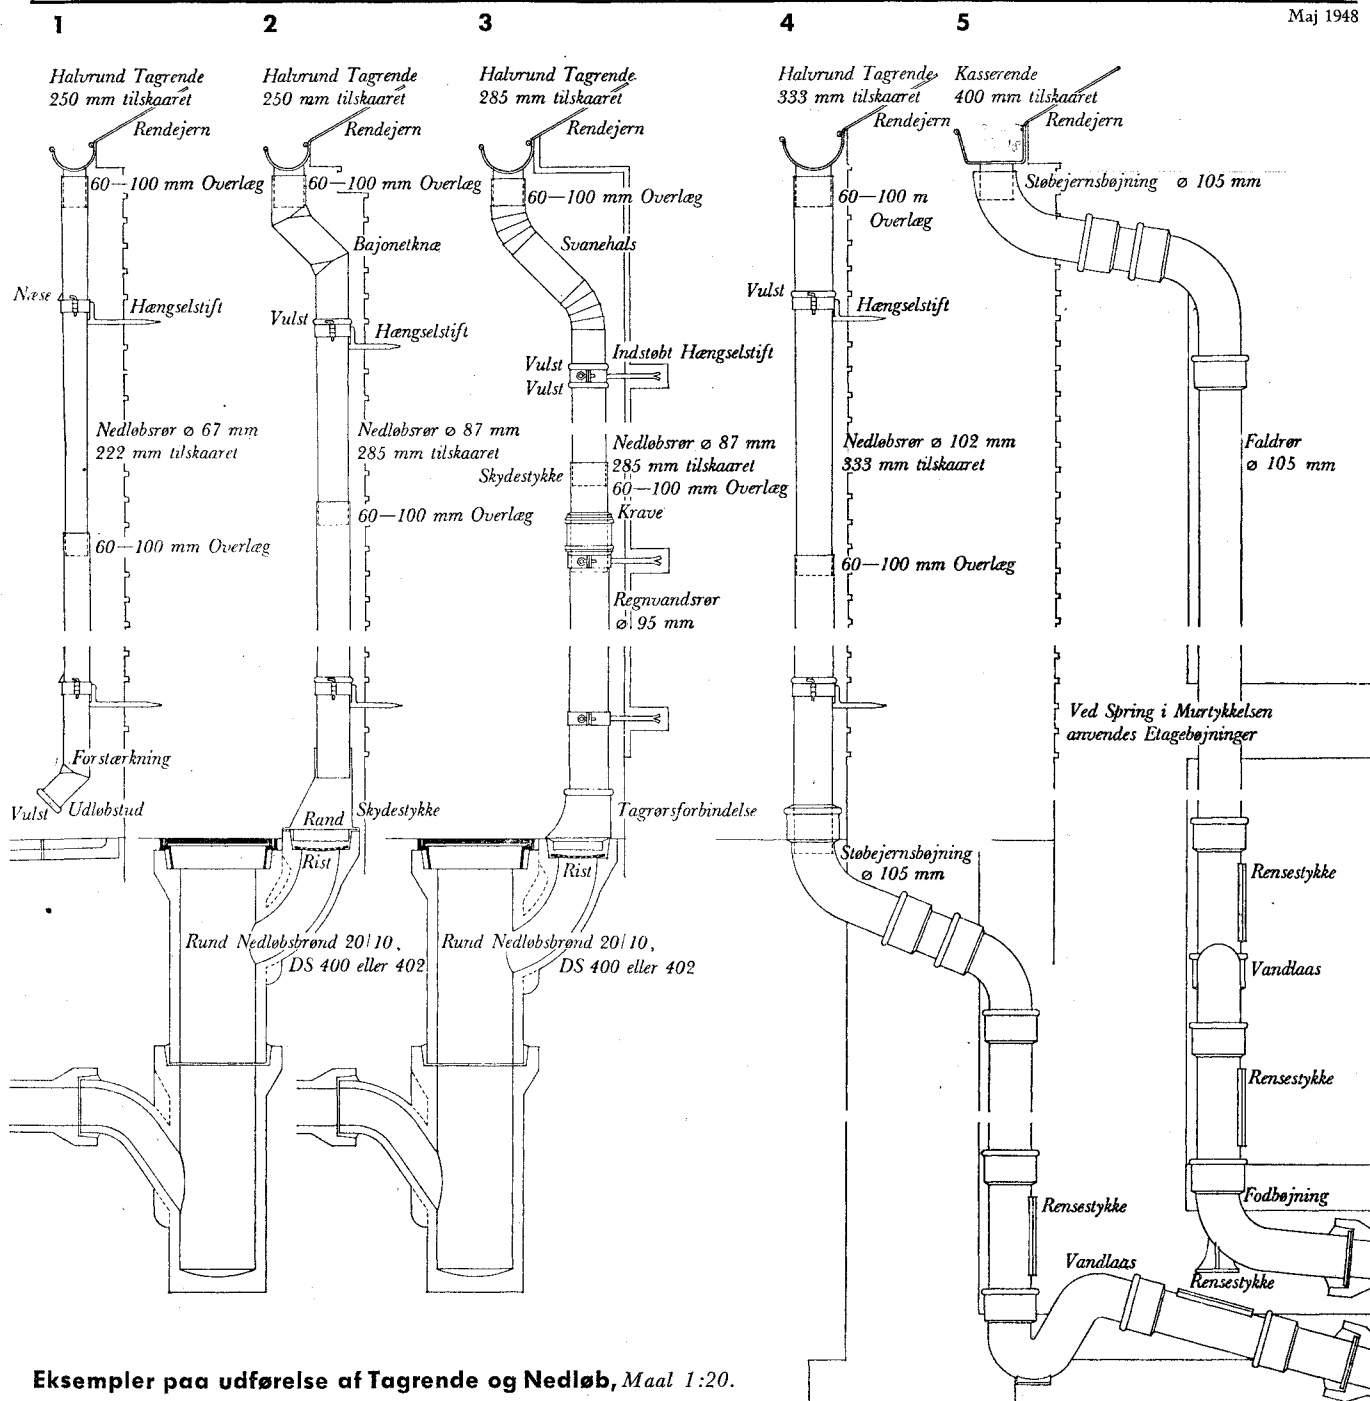 1
2
3
4
5
Maj 1948
Halvrund Tagrende
250 mm tilskaaret
Rendejern
60—100 mm Overlæg
Næse
Hængselstift
Nedløbsrør ø 67 mm
222 mm tilskaaret
60—100 mm Overlæg
Forstærkning
Vulst
Udløbstud
Halvrund Tagrende
250 mm tilskaaret
Rendejern
60—100 mm Overlæg
Bajonetknæ
Vulst
Hængselstift
Nedløbsrør ø 87 mm
285 mm tilskaaret
60—100 mm Overlæg
Skydestykke
Rand
Rist
Rund Nedløbsbrønd 20/10,
DS 400 eller 402
Halvrund Tagrende
285 mm tilskaaret
Rendejern
60—100 mm Overlæg
Svanehals
Indstøbt Hængselstift
Vulst
Vulst
Nedløbsrør ø 87 mm
285 mm tilskaaret
Skydestykke
60—100 mm Overlæg
Krave
Regnvandsrør
ø 95 mm
Tagrørsforbindelse
Rist
Rund Nedløbsbrønd 20/10,
DS 400 eller 402
Halvrund Tagrende
333 mm tilskaaret
Rendejern
60—100 m
Overlæg
Vulst
Hængselstift
Nedløbsrør ø 102 mm
333 mm tilskaaret
60—100 mm Overlæg
Støbejernsbøjning
ø 105 mm
Rensestykke
Vandlaas
Rensestykke
Kasserende
400 mm tilskaaret
Rendejern
Støbejernsbøjning ø 105 mm
Faldrør
ø 105 mm
Ved Spring i Murtykkelsen
anvendes Etagebøjninger
Rensestykke
Vandlaas
Rensestykke
Fodbøjning
Eksempler paa udførelse af Tagrende og Nedløb, Maal 1:20.